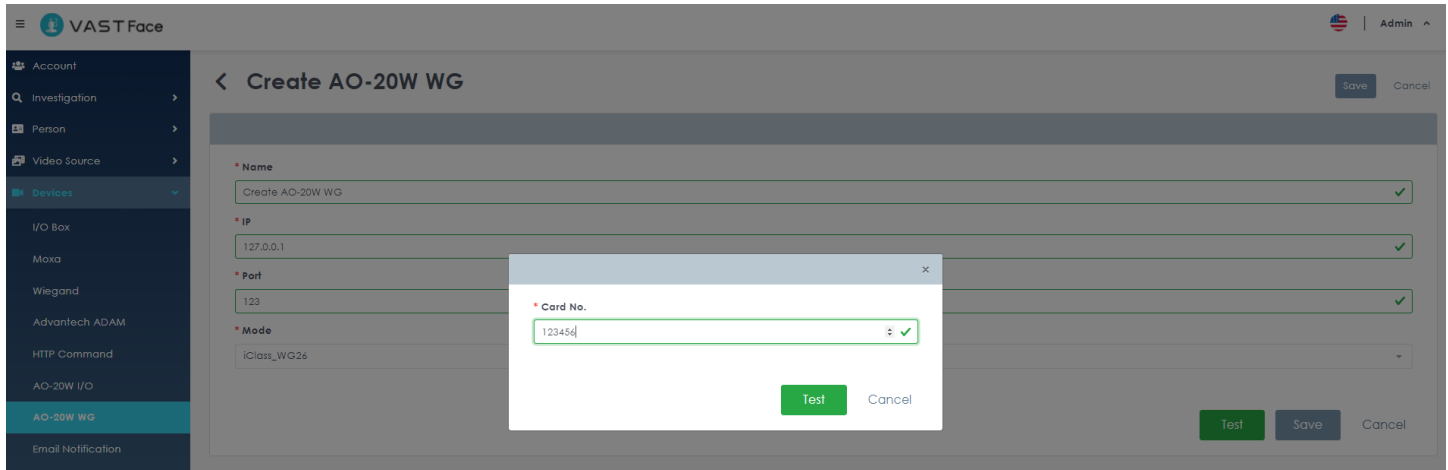 VAST Face
Admin
Account
Investigation
Person
Video Source
Devices
I/O Box
Moxa
Wiegand
Advantech ADAM
HTTP Command
AO-20W I/O
AO-20W WG
Email Notification
Create AO-20W WG
Save Cancel
* Name
Create AO-20W WG
* IP
127.0.0.1
* Port
123
* Mode
iClass_WG26
* Card No.
123456
Test Cancel
Test Save Cancel